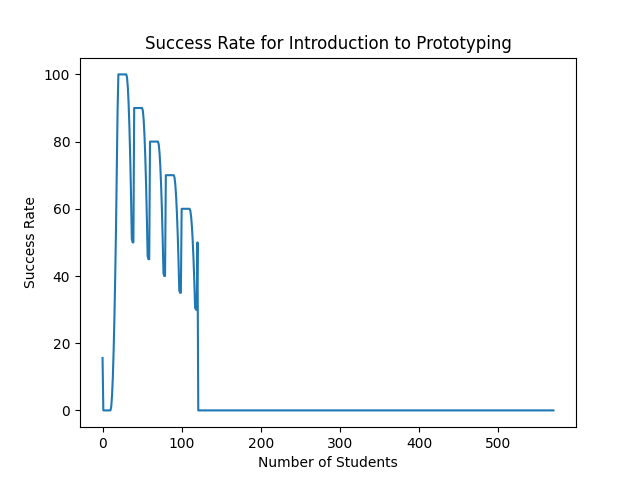 Success Rate for Introduction to Prototyping
100
80
60
40
20
0
Success Rate
0 100 200 300 400 500
Number of Students